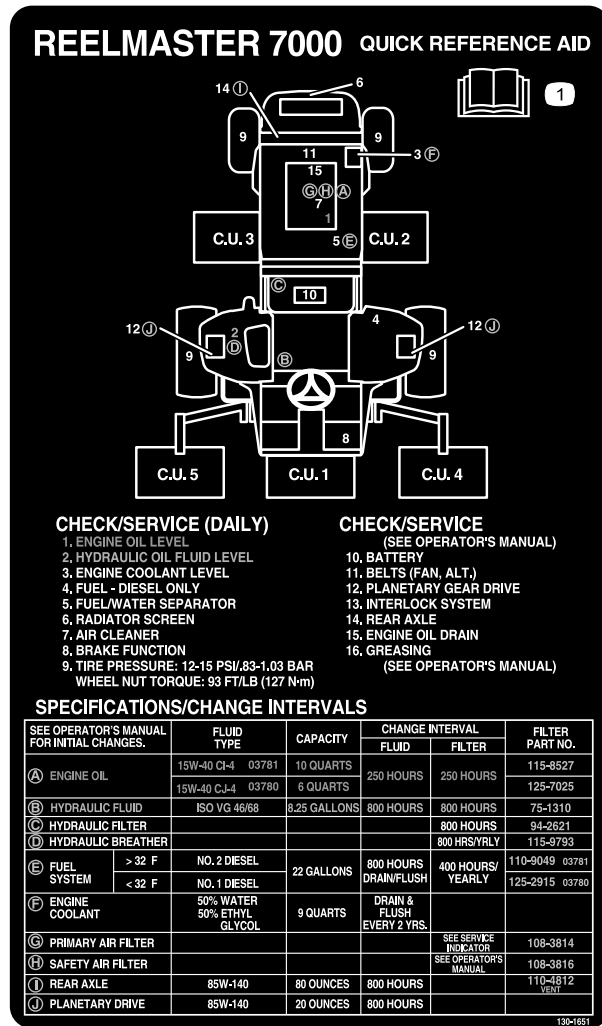 REELMASTER 7000 QUICK REFERENCE AID
1
6
14 Ⓘ
9
9
11
3 Ⓕ
15
Ⓖ Ⓗ Ⓐ
7
1
C.U. 3
5 Ⓔ
C.U. 2
Ⓒ
10
4
12 Ⓙ
2
Ⓓ
12 Ⓙ
9
Ⓑ
9
8
C.U. 5
C.U. 1
C.U. 4
CHECK/SERVICE (DAILY)
1. ENGINE OIL LEVEL
2. HYDRAULIC OIL FLUID LEVEL
3. ENGINE COOLANT LEVEL
4. FUEL - DIESEL ONLY
5. FUEL/WATER SEPARATOR
6. RADIATOR SCREEN
7. AIR CLEANER
8. BRAKE FUNCTION
9. TIRE PRESSURE: 12-15 PSI/.83-1.03 BAR
WHEEL NUT TORQUE: 93 FT/LB (127 N•m)
CHECK/SERVICE
(SEE OPERATOR'S MANUAL)
10. BATTERY
11. BELTS (FAN, ALT.)
12. PLANETARY GEAR DRIVE
13. INTERLOCK SYSTEM
14. REAR AXLE
15. ENGINE OIL DRAIN
16. GREASING
(SEE OPERATOR'S MANUAL)
SPECIFICATIONS/CHANGE INTERVALS
SEE OPERATOR'S MANUAL
FOR INITIAL CHANGES.
FLUID
TYPE
CAPACITY
CHANGE INTERVAL
FLUID
FILTER
FILTER
PART NO.
Ⓐ ENGINE OIL
15W-40 CI-4 03781
10 QUARTS
250 HOURS
250 HOURS
115-8527
15W-40 CJ-4 03780
6 QUARTS
125-7025
Ⓑ HYDRAULIC FLUID
ISO VG 46/68
8.25 GALLONS
800 HOURS
800 HOURS
75-1310
Ⓒ HYDRAULIC FILTER
800 HOURS
94-2621
Ⓓ HYDRAULIC BREATHER
800 HRS/YRLY
115-9793
Ⓔ FUEL
SYSTEM
> 32 F
NO. 2 DIESEL
22 GALLONS
800 HOURS
DRAIN/FLUSH
400 HOURS/
YEARLY
110-9049 03781
< 32 F
NO. 1 DIESEL
125-2915 03780
Ⓕ ENGINE
COOLANT
50% WATER
50% ETHYL
GLYCOL
9 QUARTS
DRAIN &
FLUSH
EVERY 2 YRS.
Ⓖ PRIMARY AIR FILTER
SEE SERVICE
INDICATOR
108-3814
Ⓗ SAFETY AIR FILTER
SEE OPERATOR'S
MANUAL
108-3816
Ⓘ REAR AXLE
85W-140
80 OUNCES
800 HOURS
110-4812
VENT
Ⓙ PLANETARY DRIVE
85W-140
20 OUNCES
800 HOURS
130-1651